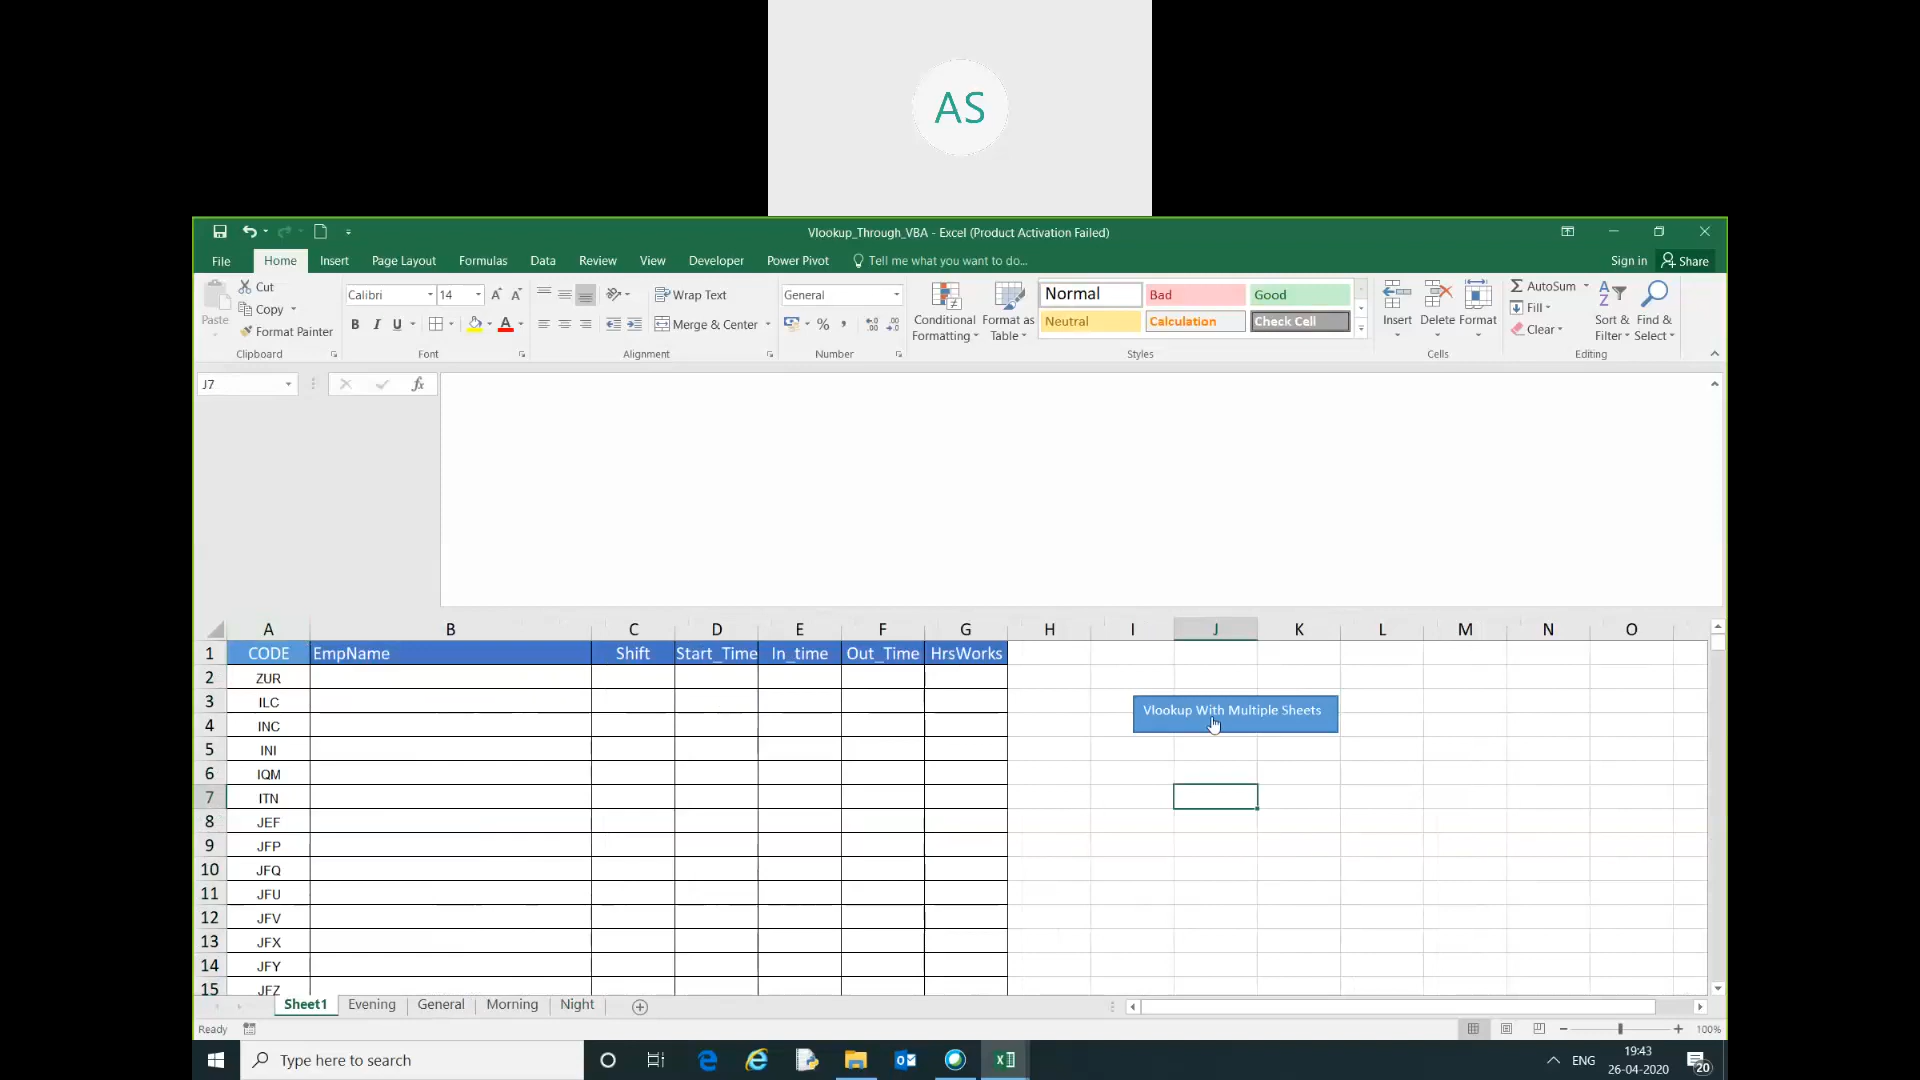 AS
Vlookup_Through_VBA - Excel (Product Activation Failed)
File Home Insert Page Layout Formulas Data Review View Developer Power Pivot Tell me what you want to do... Sign in Share
Paste Cut Copy Format Painter Clipboard
Calibri 14 B I U Font
Wrap Text Merge & Center Alignment
General % , Number
Conditional Formatting Format as Table
Normal Bad Good
Neutral Calculation Check Cell
Styles
Insert Delete Format Cells
AutoSum Fill Clear Sort & Filter Find & Select Editing
J7 fx
A B C D E F G H I J K L M N O
1 CODE EmpName Shift Start_Time In_time Out_Time HrsWorks
2 ZUR
3 ILC
Vlookup With Multiple Sheets
4 INC
5 INI
6 IQM
7 ITN
8 JEF
9 JFP
10 JFQ
11 JFU
12 JFV
13 JFX
14 JFY
15 JFZ
Sheet1 Evening General Morning Night
Ready 100%
Type here to search ENG 19:43
26-04-2020 20